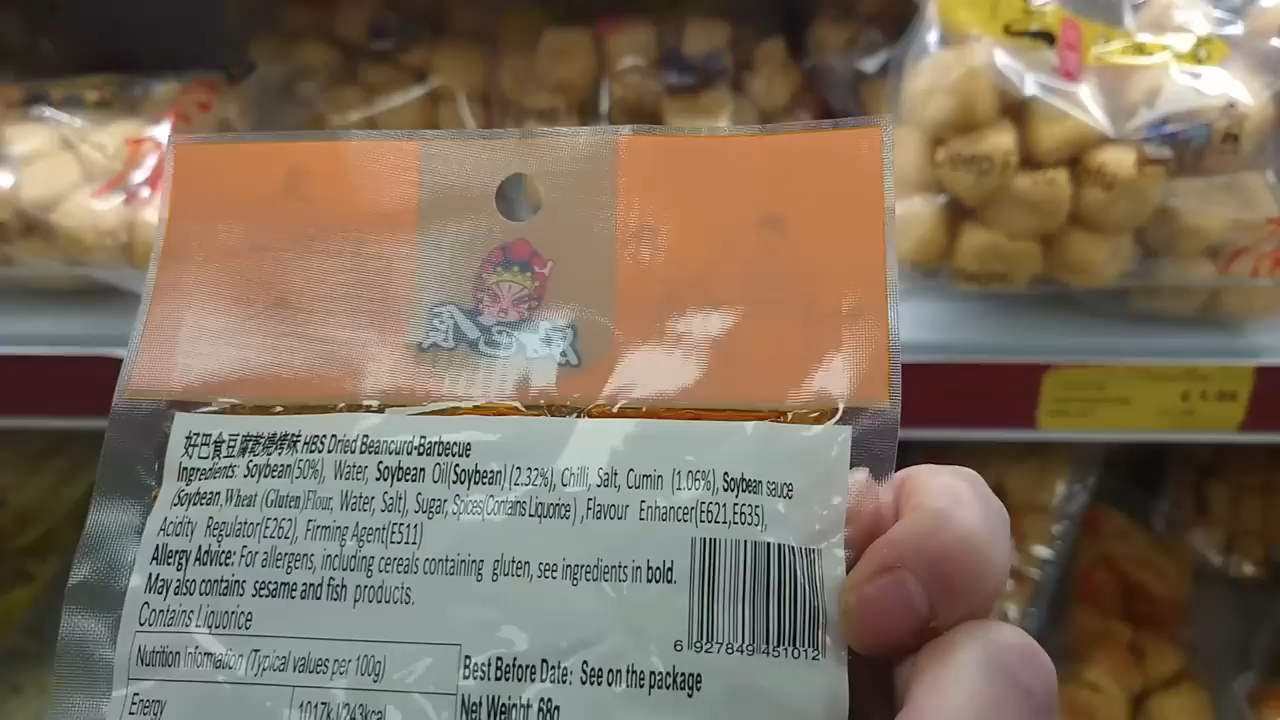 好巴食豆腐乾燒烤味 HBS Dried Beancurd-Barbecue
Ingredients: Soybean(50%), Water, Soybean Oil(Soybean) (2.32%), Chilli, Salt, Cumin (1.06%), Soybean sauce
(Soybean, Wheat (Gluten)Flour, Water, Salt), Sugar, Spices(Contains Liquorice) ,Flavour Enhancer(E621,E635),
Acidity Regulator(E262), Firming Agent(E511)
Allergy Advice: For allergens, including cereals containing gluten, see ingredients in bold.
May also contains sesame and fish products.
Contains Liquorice
6 927849 451012
Nutrition Information (Typical values per 100g)
Energy 1017kJ/243kcal
Best Before Date: See on the package
Net Weight: 68g